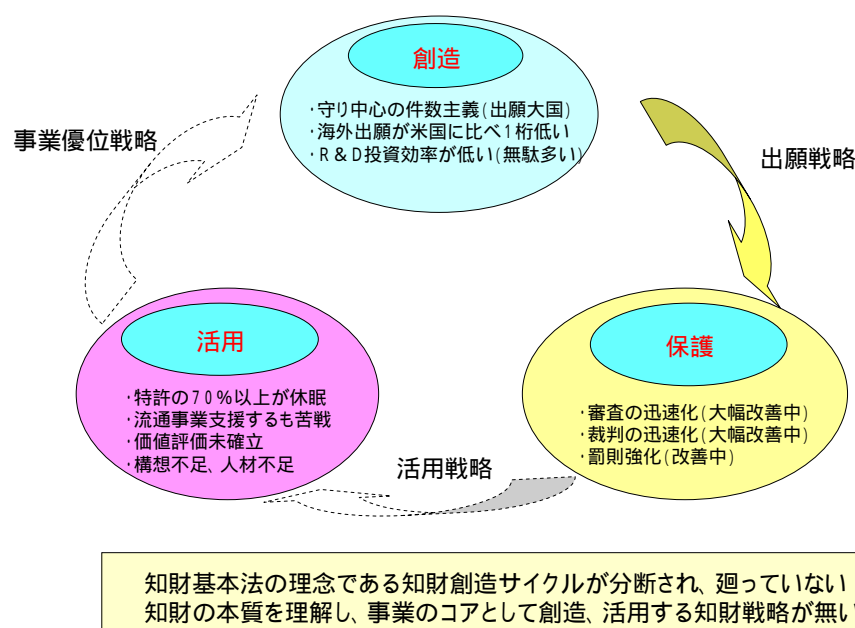 創造
・守り中心の件数主義(出願大国)
・海外出願が米国に比べ1桁低い
・R&D投資効率が低い(無駄多い)
事業優位戦略
出願戦略
活用
・特許の70%以上が休眠
・流通事業支援するも苦戦
・価値評価未確立
・構想不足、人材不足
保護
・審査の迅速化(大幅改善中)
・裁判の迅速化(大幅改善中)
・罰則強化(改善中)
活用戦略
知財基本法の理念である知財創造サイクルが分断され、廻っていない
知財の本質を理解し、事業のコアとして創造、活用する知財戦略が無い